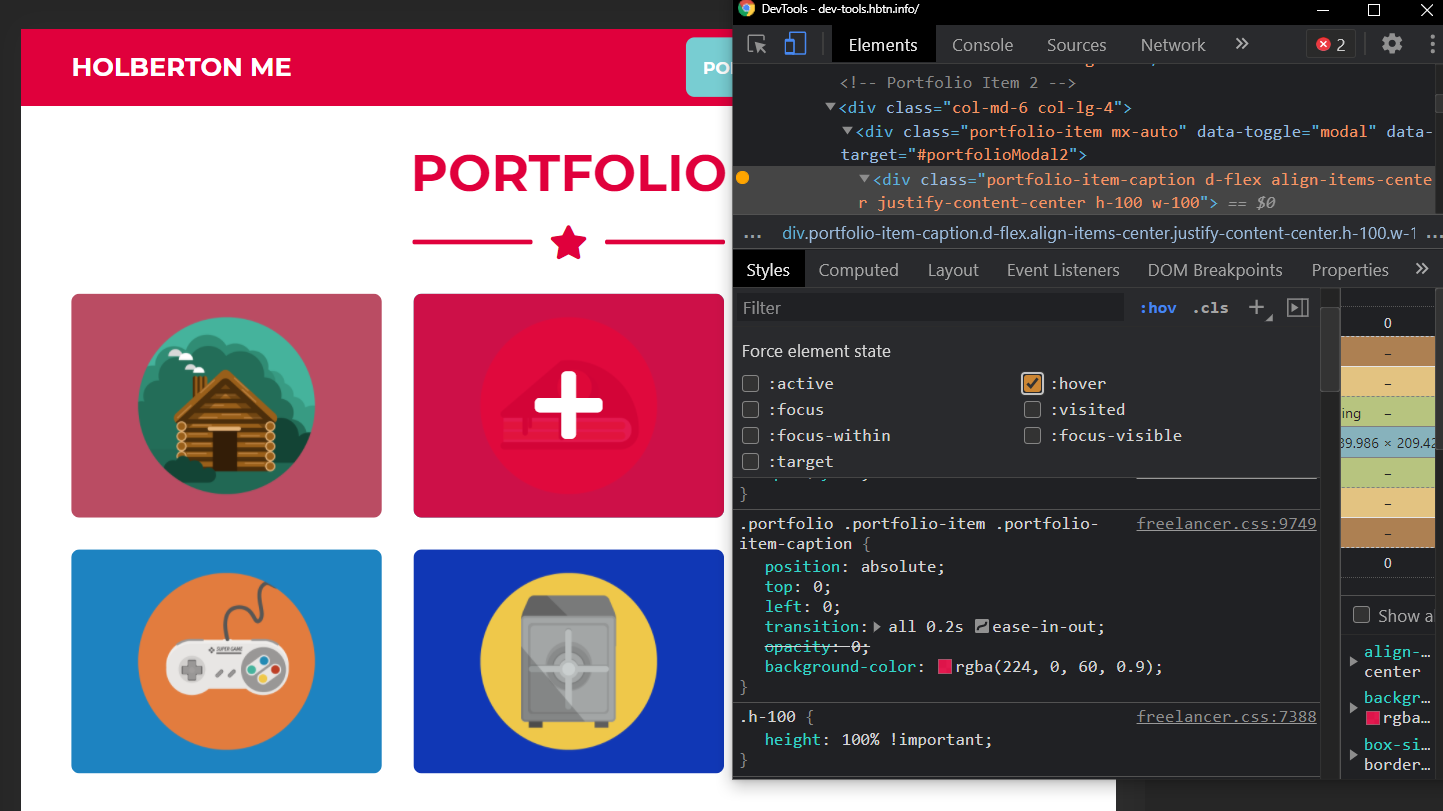 DevTools - dev-tools.hbtn.info/
HOLBERTON ME
PO
PORTFOLIO
SUPER GAME
Elements Console Sources Network » 2
<!-- Portfolio Item 2 -->
<div class="col-md-6 col-lg-4">
<div class="portfolio-item mx-auto" data-toggle="modal" data-
target="#portfolioModal2">
<div class="portfolio-item-caption d-flex align-items-cente
r justify-content-center h-100 w-100"> == $0
... div.portfolio-item-caption.d-flex.align-items-center.justify-content-center.h-100.w-1 ...
Styles Computed Layout Event Listeners DOM Breakpoints Properties »
Filter :hov .cls +
Force element state
:active :hover
:focus :visited
:focus-within :focus-visible
:target
}
.portfolio .portfolio-item .portfolio- freelancer.css:9749
item-caption {
position: absolute;
top: 0;
left: 0;
transition: all 0.2s ease-in-out;
opacity: 0;
background-color: rgba(224, 0, 60, 0.9);
}
.h-100 { freelancer.css:7388
height: 100% !important;
}
0
–
–
ing –
39.986 × 209.42
–
–
–
0
Show a
align-…
center
backgr…
rgba…
box-si…
border…